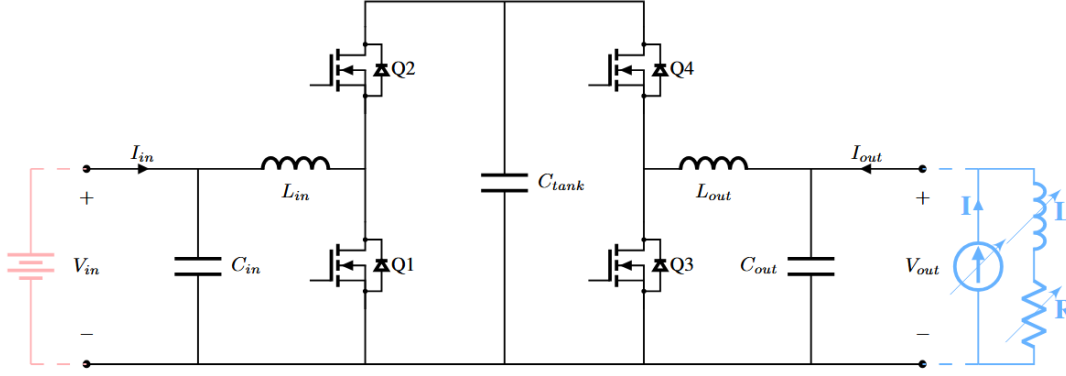 Q2
Q4
I_in
I_out
L_in
C_tank
L_out
+
+
I
L
V_in
C_in
Q1
Q3
C_out
V_out
R
−
−